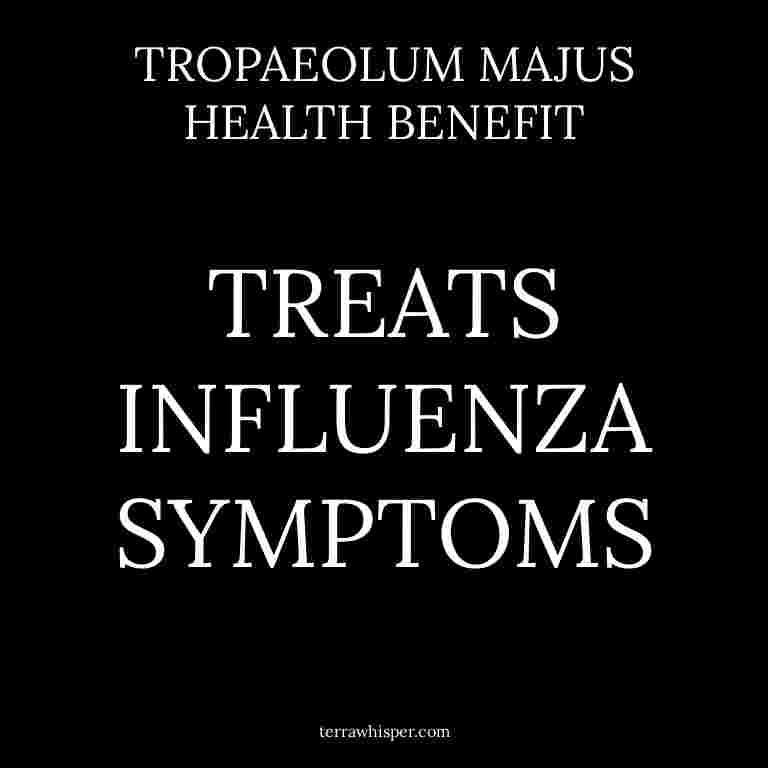 TROPAEOLUM MAJUS
HEALTH BENEFIT
TREATS
INFLUENZA
SYMPTOMS
terrawhisper.com